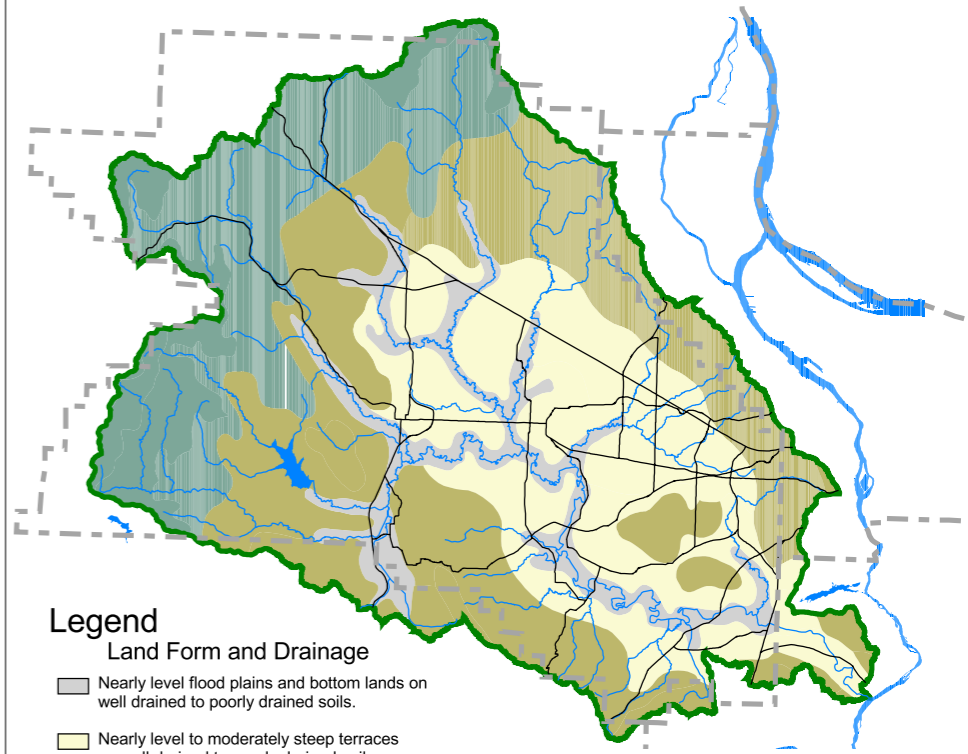 Legend
Land Form and Drainage
Nearly level flood plains and bottom lands on
well drained to poorly drained soils.
Nearly level to moderately steep terraces